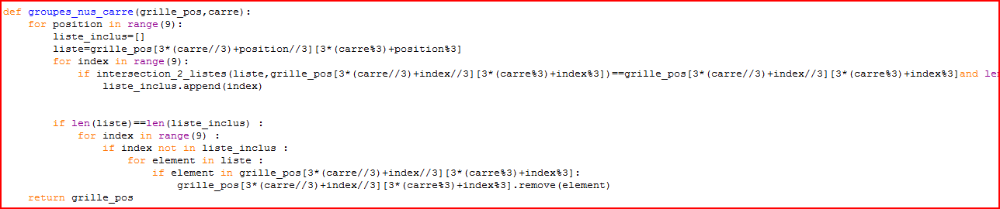 def groupes_nus_carre(grille_pos,carre):
    for position in range(9):
        liste_inclus=[]
        liste=grille_pos[3*(carre//3)+position//3][3*(carre%3)+position%3]
        for index in range(9):
            if intersection_2_listes(liste,grille_pos[3*(carre//3)+index//3][3*(carre%3)+index%3])==grille_pos[3*(carre//3)+index//3][3*(carre%3)+index%3]and len
                liste_inclus.append(index)
        if len(liste)==len(liste_inclus) :
            for index in range(9) :
                if index not in liste_inclus :
                    for element in liste :
                        if element in grille_pos[3*(carre//3)+index//3][3*(carre%3)+index%3]:
                            grille_pos[3*(carre//3)+index//3][3*(carre%3)+index%3].remove(element)
    return grille_pos